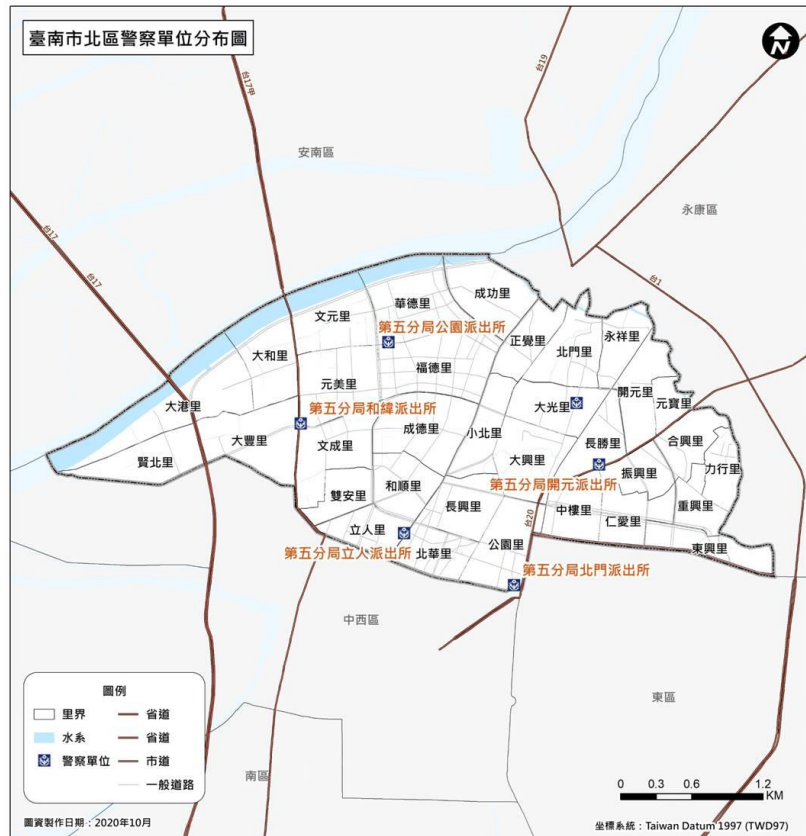 臺南市北區警察單位分布圖
N
台19
台17甲
安南區
永康區
台17
台17
台1
成功里
華德里
文元里
第五分局公園派出所
正覺里
永祥里
北門里
大和里
福德里
元美里
開元里
元寶里
大港里
第五分局和緯派出所
大光里
成德里
小北里
大豐里
文成里
長勝里
合興里
賢北里
大興里
振興里
力行里
第五分局開元派出所
雙安里
和順里
長興里
重興里
台20
中樓里
仁愛里
立人里
公園里
東興里
第五分局立人派出所
北華里
第五分局北門派出所
中西區
東區
南區
圖例
里界
省道
水系
省道
警察單位
市道
一般道路
0 0.3 0.6 1.2
KM
圖資製作日期：2020年10月
坐標系統：Taiwan Datum 1997 (TWD97)